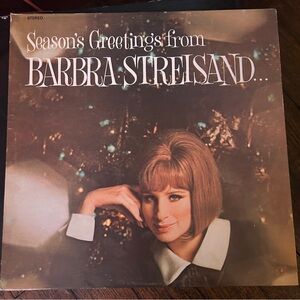 STEREO
Season's Greetings from
BARBRA STREISAND...